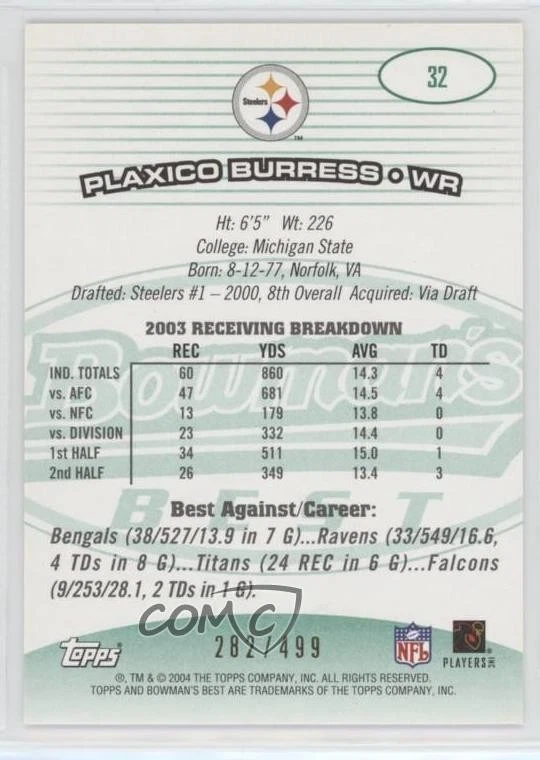 32
Steelers
TM
PLAXICO BURRESS • WR
Ht: 6'5" Wt: 226
College: Michigan State
Born: 8-12-77, Norfolk, VA
Drafted: Steelers #1 – 2000, 8th Overall Acquired: Via Draft
Bowman's
BEST
2003 RECEIVING BREAKDOWN
REC YDS AVG TD
IND. TOTALS 60 860 14.3 4
vs. AFC 47 681 14.5 4
vs. NFC 13 179 13.8 0
vs. DIVISION 23 332 14.4 0
1st HALF 34 511 15.0 1
2nd HALF 26 349 13.4 3
Best Against/Career:
Bengals (38/527/13.9 in 7 G)...Ravens (33/549/16.6,
4 TDs in 8 G)...Titans (24 REC in 6 G)...Falcons
(9/253/28.1, 2 TDs in 1 G).
COMC
282/499
Topps®
NFL
PLAYERS INC
®, TM & © 2004 THE TOPPS COMPANY, INC. ALL RIGHTS RESERVED.
TOPPS AND BOWMAN'S BEST ARE TRADEMARKS OF THE TOPPS COMPANY, INC.